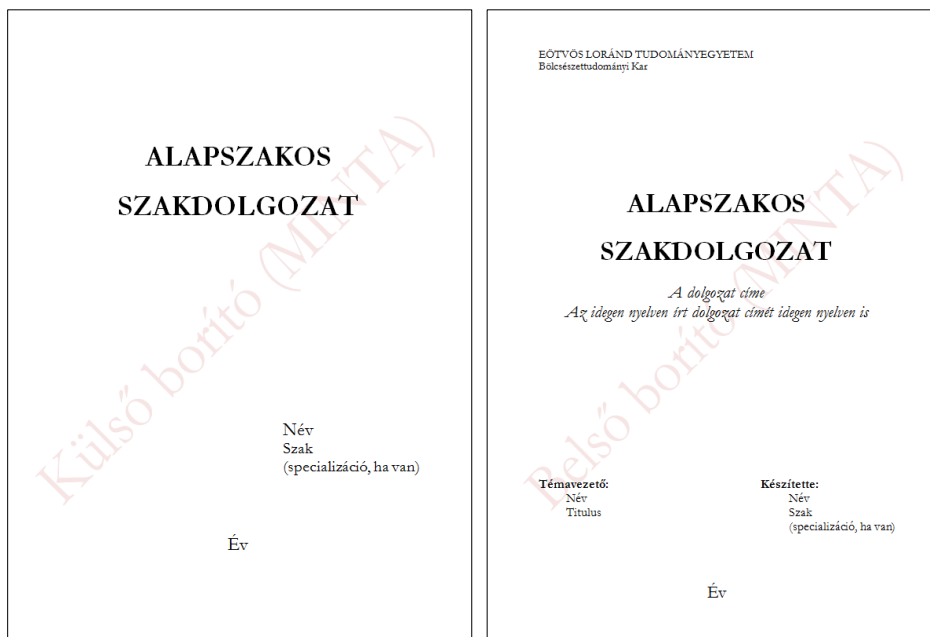 ALAPSZAKOS
SZAKDOLGOZAT
Külső borító (MINTA)
Név
Szak
(specializáció, ha van)
Év
EÖTVÖS LORÁND TUDOMÁNYEGYETEM
Bölcsészettudományi Kar
ALAPSZAKOS
SZAKDOLGOZAT
A dolgozat címe
Az idegen nyelven írt dolgozat címét idegen nyelven is
Belső borító (MINTA)
Témavezető:
Név
Titulus
Készítette:
Név
Szak
(specializáció, ha van)
Év